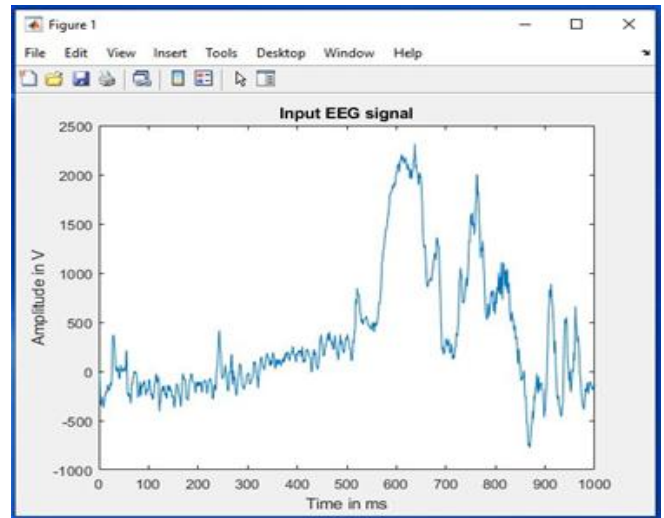 Figure 1
File Edit View Insert Tools Desktop Window Help
Input EEG signal
2500
2000
1500
1000
500
0
-500
-1000
Amplitude in V
0 100 200 300 400 500 600 700 800 900 1000
Time in ms